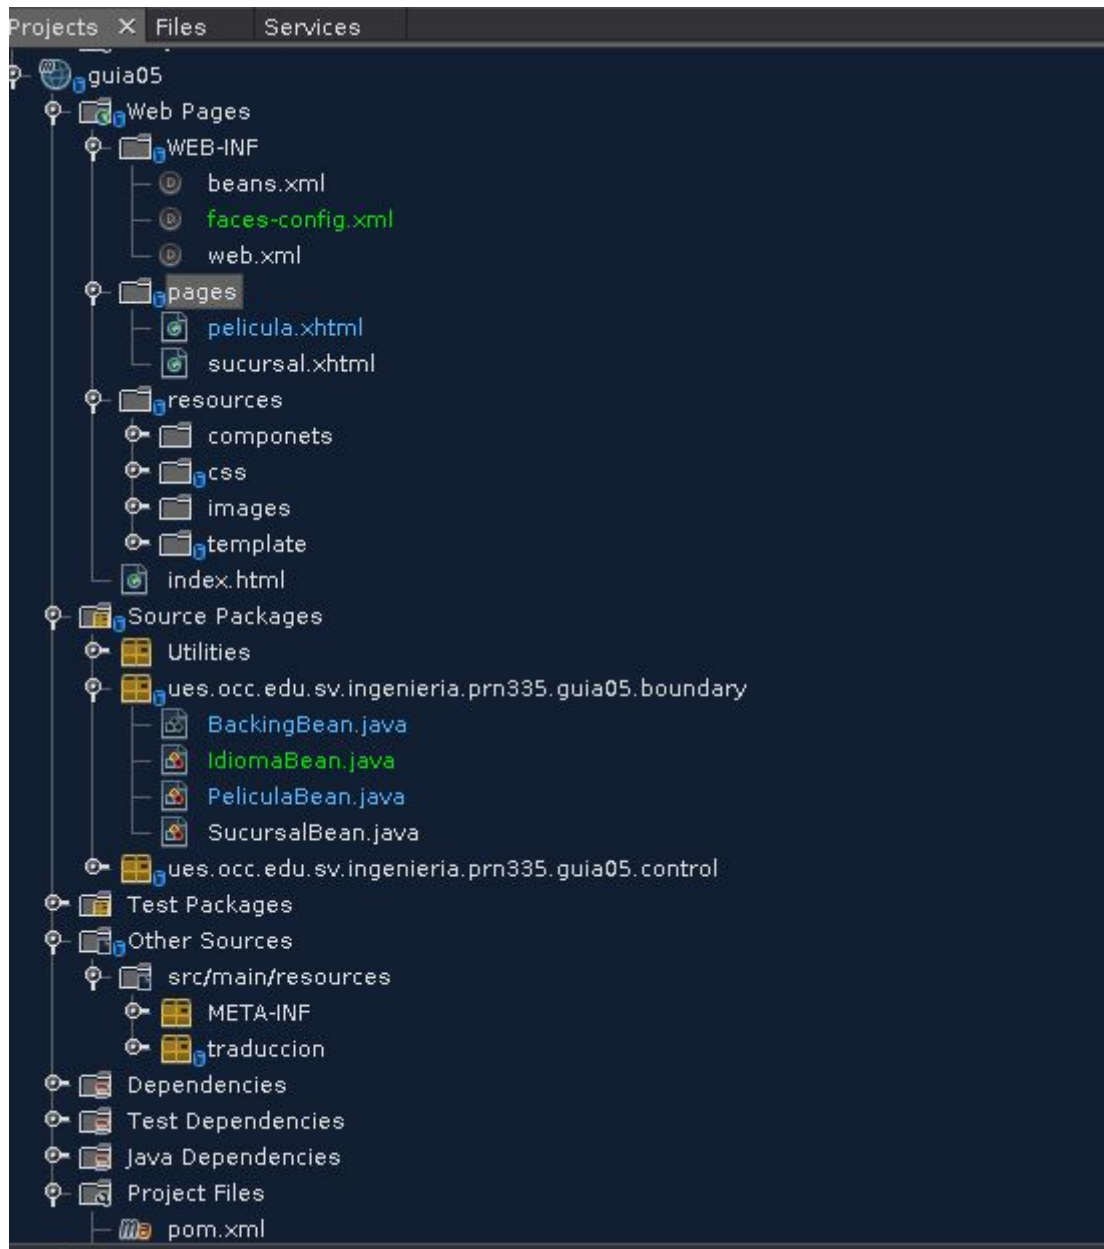 Projects X Files Services
guia05
Web Pages
WEB-INF
beans.xml
faces-config.xml
web.xml
pages
pelicula.xhtml
sucursal.xhtml
resources
componets
css
images
template
index.html
Source Packages
Utilities
ues.occ.edu.sv.ingenieria.prn335.guia05.boundary
BackingBean.java
IdiomaBean.java
PeliculaBean.java
SucursalBean.java
ues.occ.edu.sv.ingenieria.prn335.guia05.control
Test Packages
Other Sources
src/main/resources
META-INF
traduccion
Dependencies
Test Dependencies
Java Dependencies
Project Files
pom.xml